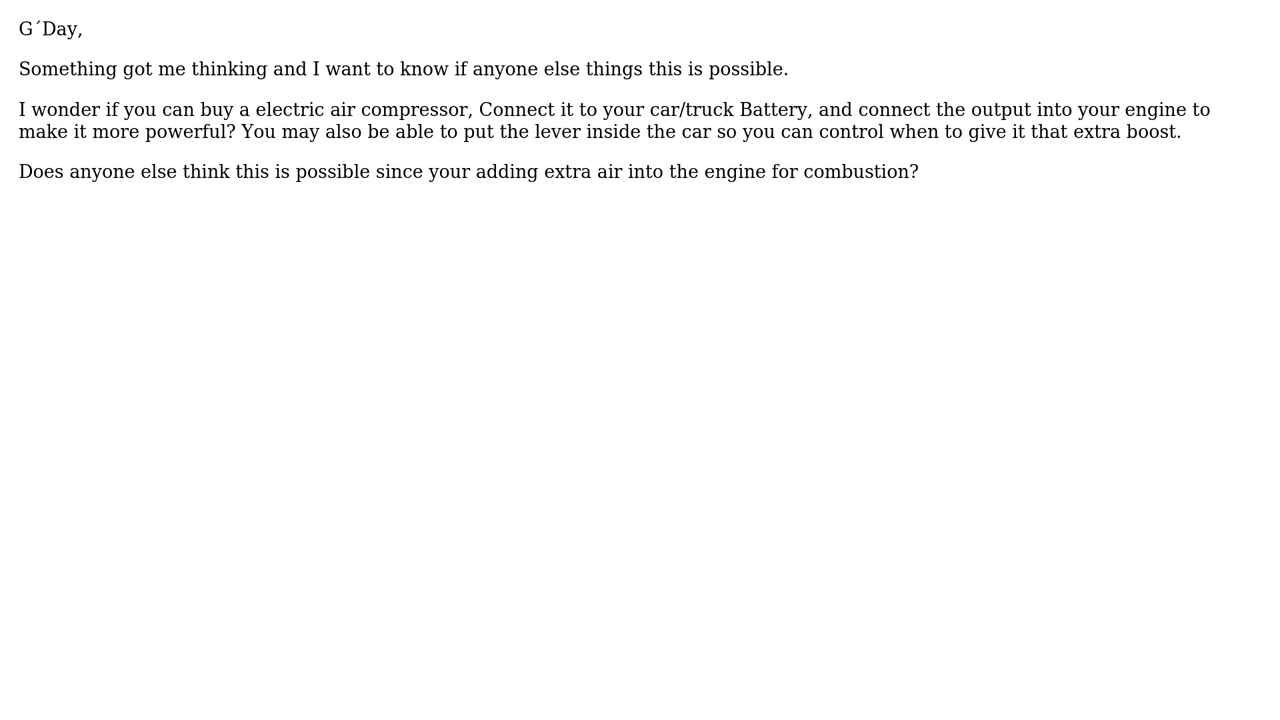 G´Day,
Something got me thinking and I want to know if anyone else things this is possible.
I wonder if you can buy a electric air compressor, Connect it to your car/truck Battery, and connect the output into your engine to
make it more powerful? You may also be able to put the lever inside the car so you can control when to give it that extra boost.
Does anyone else think this is possible since your adding extra air into the engine for combustion?